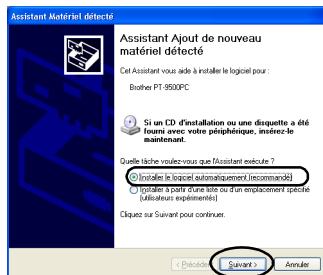 Assistant Matériel détecté
Assistant Ajout de nouveau
matériel détecté
Cet Assistant vous aide à installer le logiciel pour :
Brother PT-9500PC
Si un CD d'installation ou une disquette a été
fourni avec votre périphérique, insérez-le
maintenant.
Quelle tâche voulez-vous que l'Assistant exécute ?
Installer le logiciel automatiquement (recommandé)
Installer à partir d'une liste ou d'un emplacement spécifié
(utilisateurs expérimentés)
Cliquez sur Suivant pour continuer.
< Précédent
Suivant >
Annuler